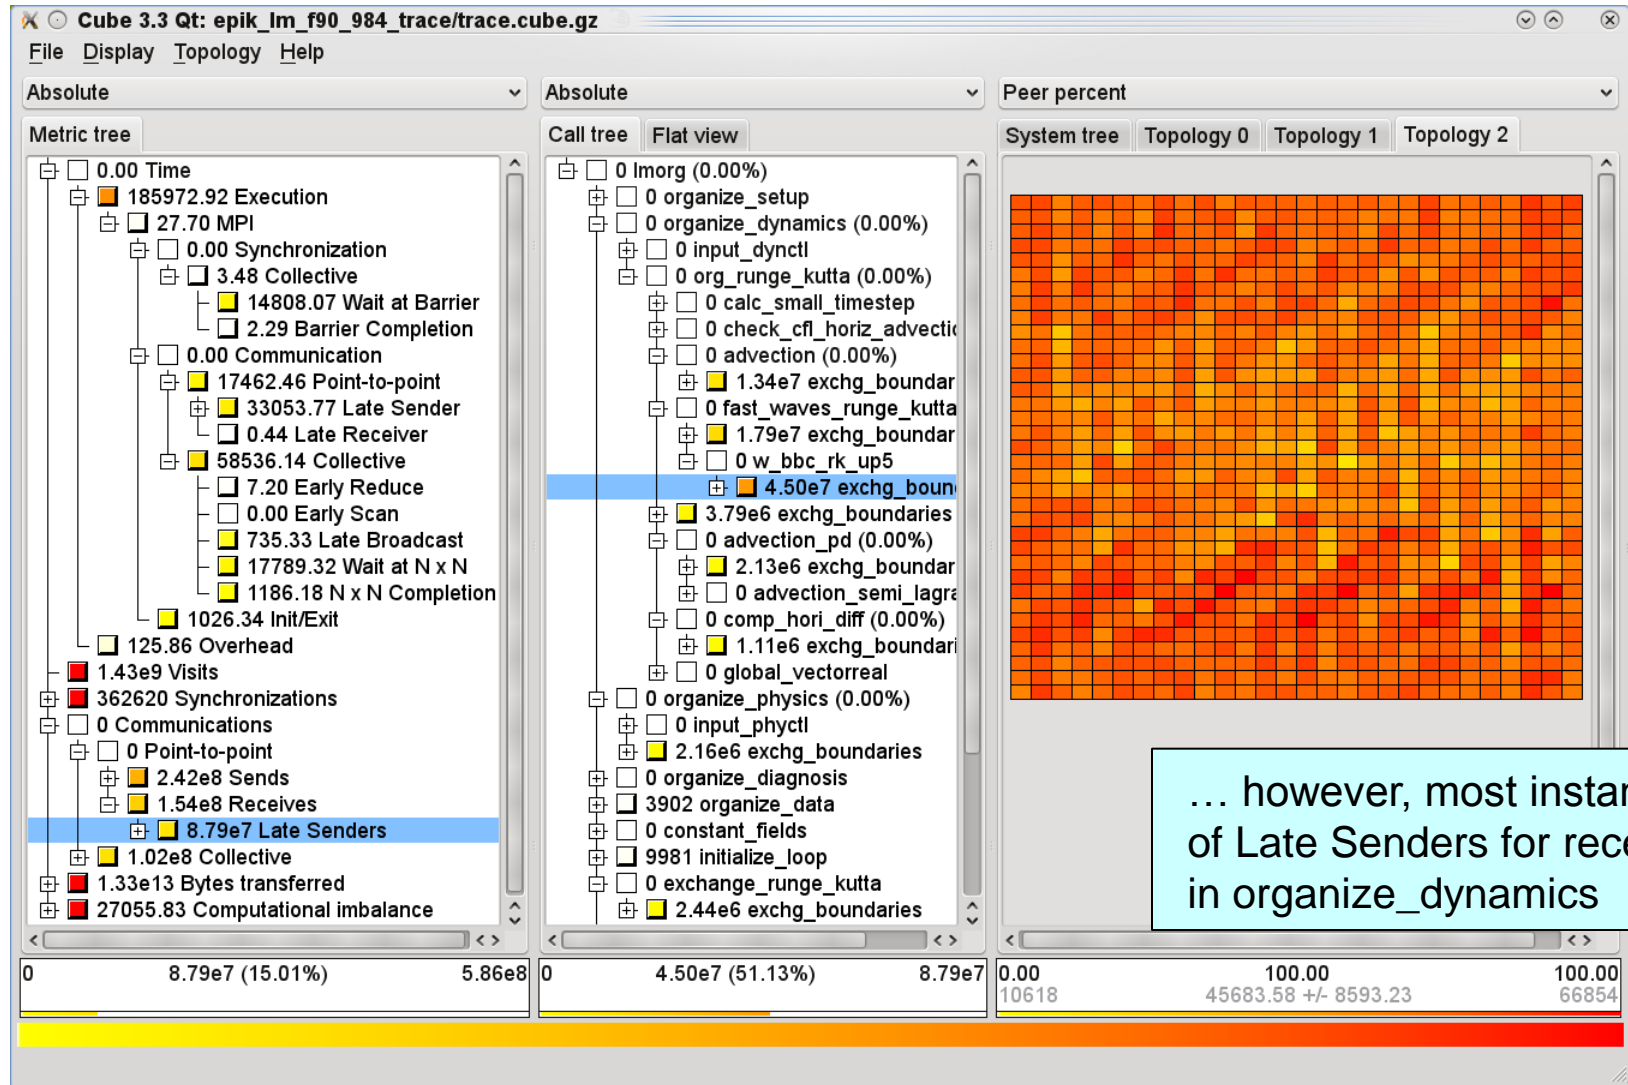 Cube 3.3 Qt: epik_lm_f90_984_trace/trace.cube.gz
File Display Topology Help
Absolute
Metric tree
0.00 Time
185972.92 Execution
27.70 MPI
0.00 Synchronization
3.48 Collective
14808.07 Wait at Barrier
2.29 Barrier Completion
0.00 Communication
17462.46 Point-to-point
33053.77 Late Sender
0.44 Late Receiver
58536.14 Collective
7.20 Early Reduce
0.00 Early Scan
735.33 Late Broadcast
17789.32 Wait at N x N
1186.18 N x N Completion
1026.34 Init/Exit
125.86 Overhead
1.43e9 Visits
362620 Synchronizations
0 Communications
0 Point-to-point
2.42e8 Sends
1.54e8 Receives
8.79e7 Late Senders
1.02e8 Collective
1.33e13 Bytes transferred
27055.83 Computational imbalance
0 8.79e7 (15.01%) 5.86e8
Absolute
Call tree Flat view
0 lmorg (0.00%)
0 organize_setup
0 organize_dynamics (0.00%)
0 input_dynctl
0 org_runge_kutta (0.00%)
0 calc_small_timestep
0 check_cfl_horiz_advectio
0 advection (0.00%)
1.34e7 exchg_boundar
0 fast_waves_runge_kutta
1.79e7 exchg_boundar
0 w_bbc_rk_up5
4.50e7 exchg_boun
3.79e6 exchg_boundaries
0 advection_pd (0.00%)
2.13e6 exchg_boundar
0 advection_semi_lagra
0 comp_hori_diff (0.00%)
1.11e6 exchg_boundari
0 global_vectorreal
0 organize_physics (0.00%)
0 input_phyctl
2.16e6 exchg_boundaries
0 organize_diagnosis
3902 organize_data
0 constant_fields
9981 initialize_loop
0 exchange_runge_kutta
2.44e6 exchg_boundaries
0 4.50e7 (51.13%) 8.79e7
Peer percent
System tree Topology 0 Topology 1 Topology 2
… however, most instan
of Late Senders for rece
in organize_dynamics
0.00 100.00 100.00
10618 45683.58 +/- 8593.23 66854